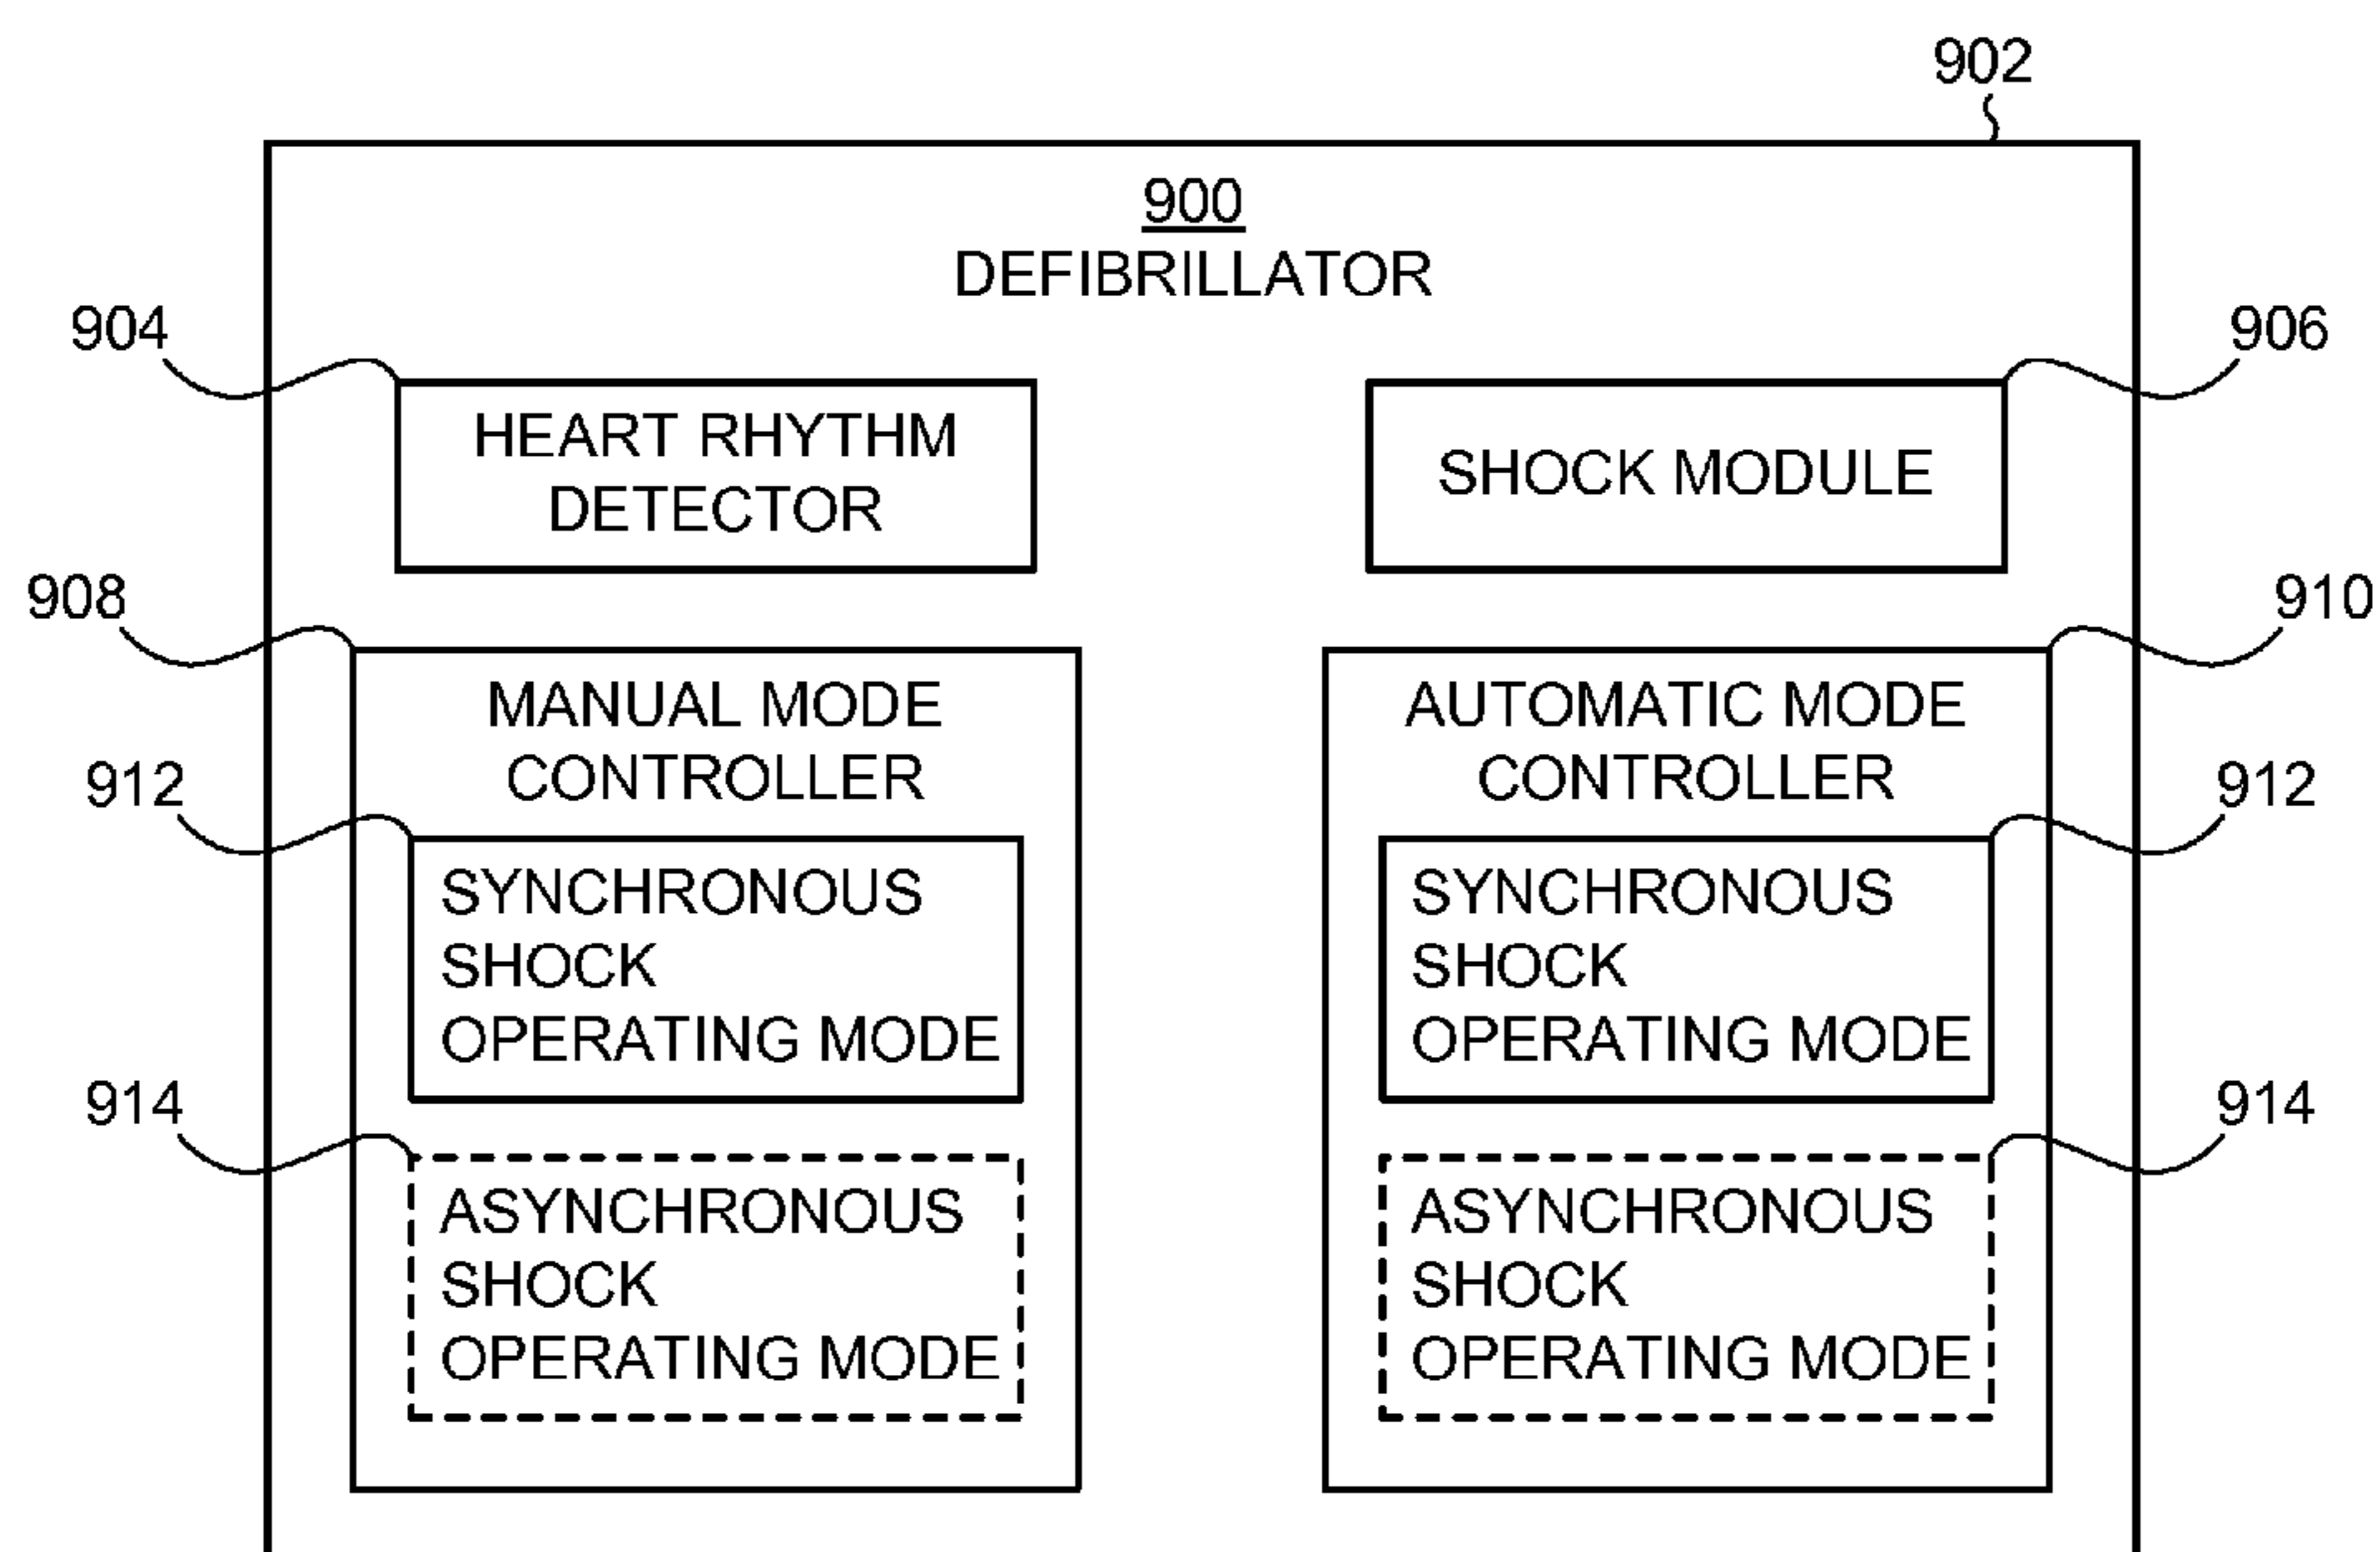 902
900
DEFIBRILLATOR
904
906
HEART RHYTHM
DETECTOR
SHOCK MODULE
908
910
MANUAL MODE
CONTROLLER
AUTOMATIC MODE
CONTROLLER
912
912
SYNCHRONOUS
SHOCK
OPERATING MODE
SYNCHRONOUS
SHOCK
OPERATING MODE
914
914
ASYNCHRONOUS
SHOCK
OPERATING MODE
ASYNCHRONOUS
SHOCK
OPERATING MODE